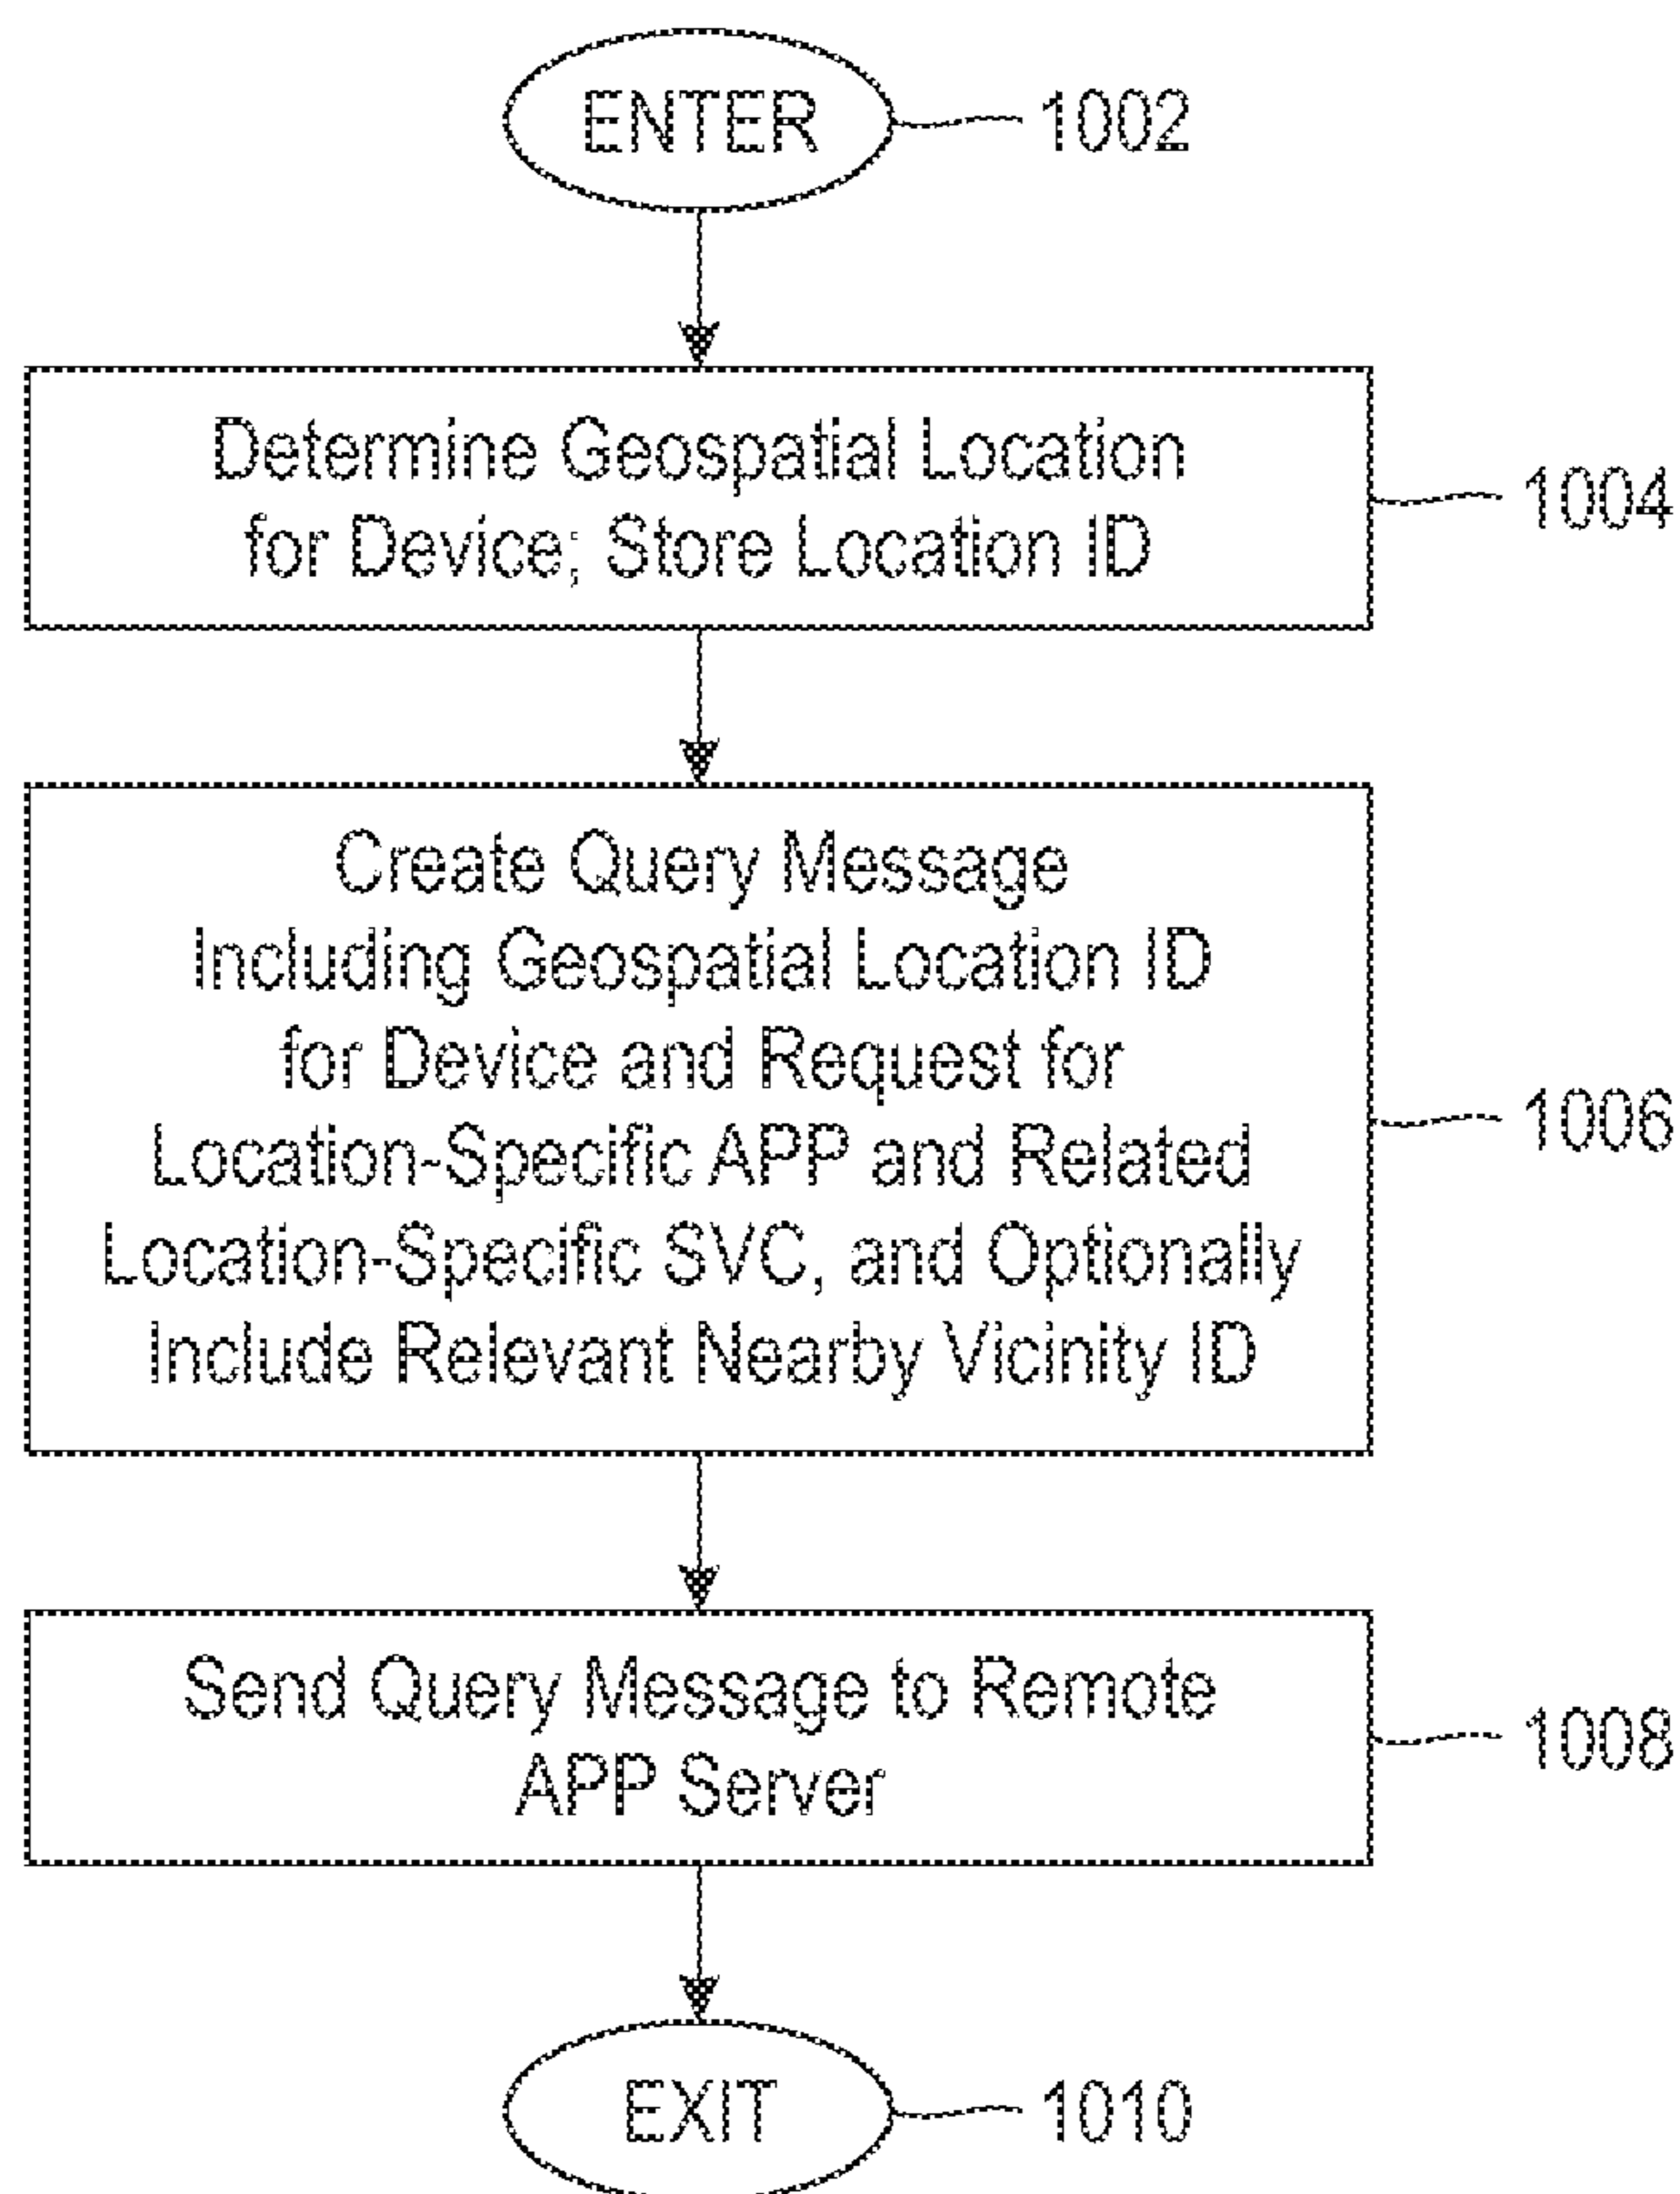 ENTER
1002
Determine Geospatial Location
for Device; Store Location ID
1004
Create Query Message
Including Geospatial Location ID
for Device and Request for
Location-Specific APP and Related
Location-Specific SVC, and Optionally
Include Relevant Nearby Vicinity ID
1006
Send Query Message to Remote
APP Server
1008
EXIT
1010